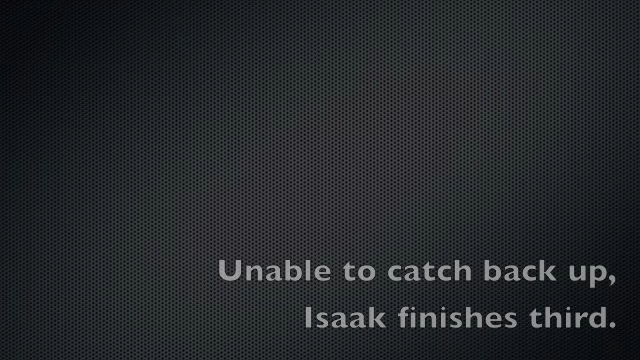 Unable to catch back up,
Isaak finishes third.